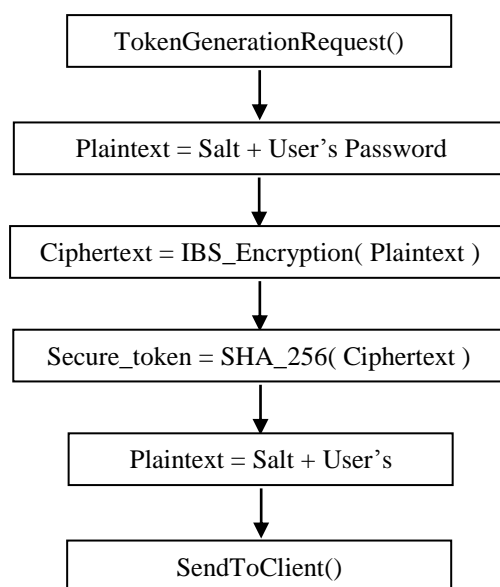 TokenGenerationRequest()
Plaintext = Salt + User’s Password
Ciphertext = IBS_Encryption( Plaintext )
Secure_token = SHA_256( Ciphertext )
Plaintext = Salt + User’s
SendToClient()